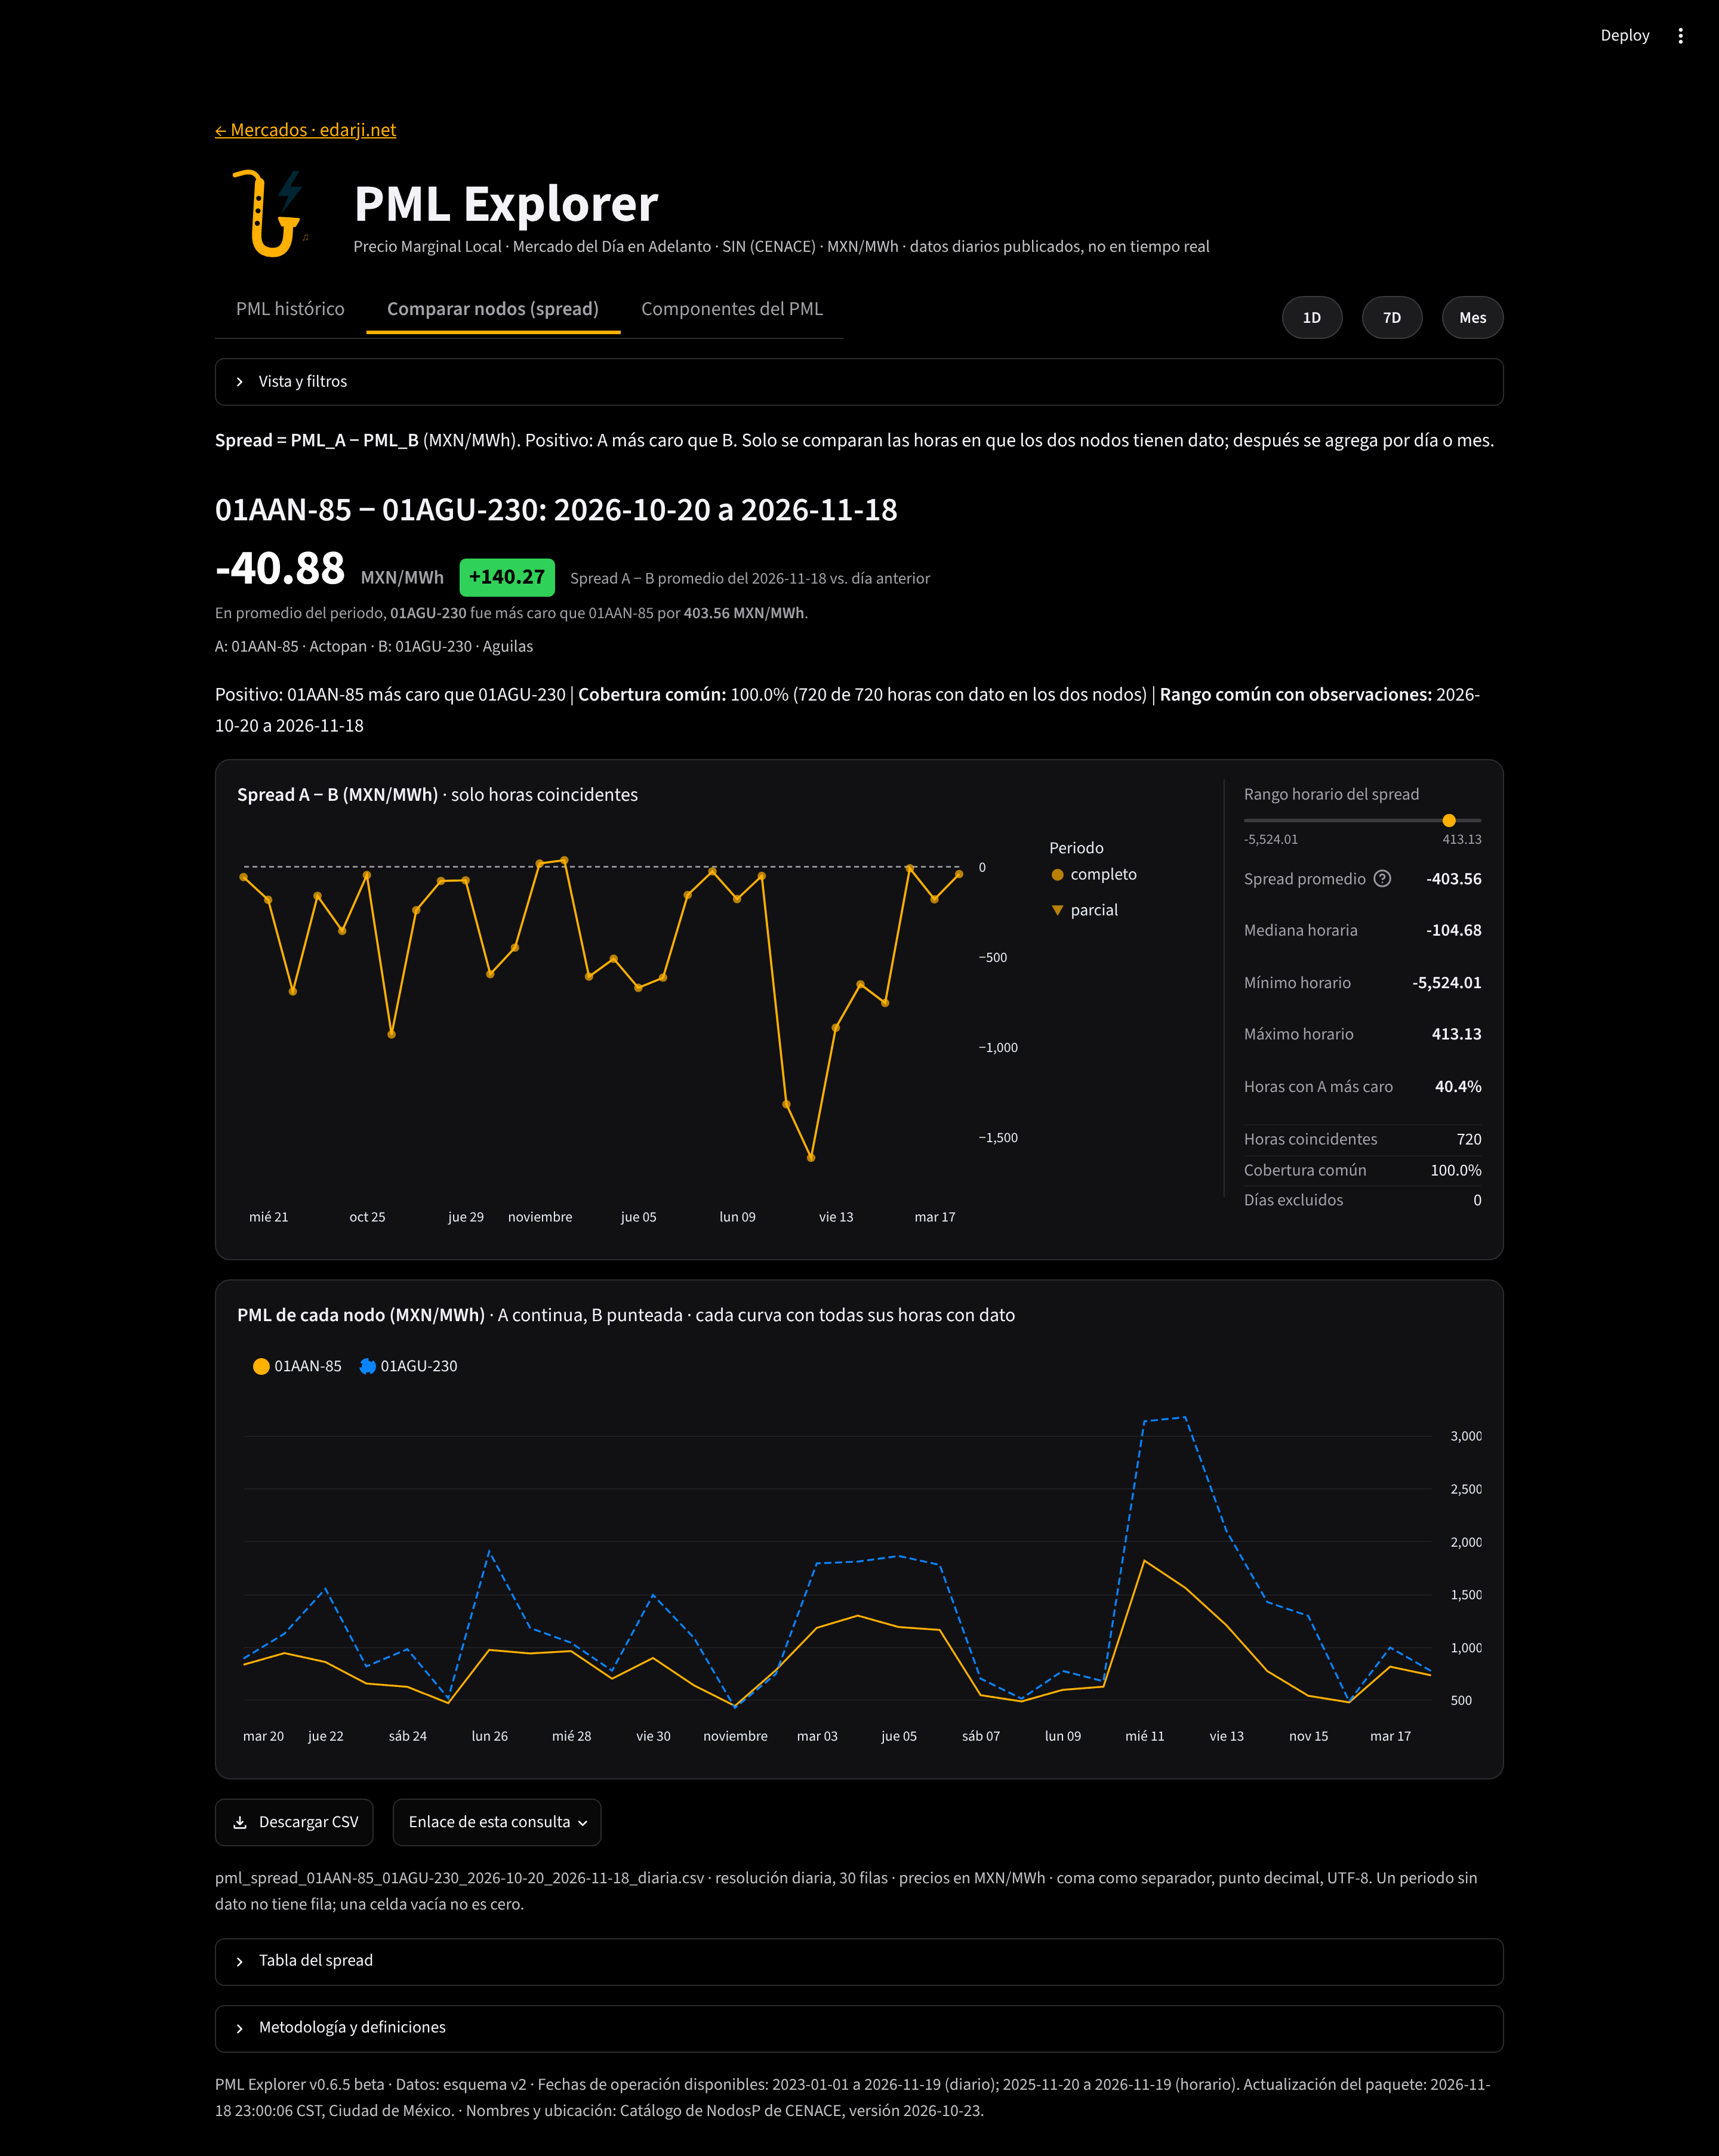 Deploy
← Mercados · edarji.net
PML Explorer
Precio Marginal Local · Mercado del Día en Adelanto · SIN (CENACE) · MXN/MWh · datos diarios publicados, no en tiempo real
PML histórico
Comparar nodos (spread)
Componentes del PML
1D
7D
Mes
Vista y filtros
Spread = PML_A − PML_B (MXN/MWh). Positivo: A más caro que B. Solo se comparan las horas en que los dos nodos tienen dato; después se agrega por día o mes.
01AAN-85 − 01AGU-230: 2026-10-20 a 2026-11-18
-40.88 MXN/MWh +140.27 Spread A − B promedio del 2026-11-18 vs. día anterior
En promedio del periodo, 01AGU-230 fue más caro que 01AAN-85 por 403.56 MXN/MWh.
A: 01AAN-85 · Actopan · B: 01AGU-230 · Aguilas
Positivo: 01AAN-85 más caro que 01AGU-230 | Cobertura común: 100.0% (720 de 720 horas con dato en los dos nodos) | Rango común con observaciones: 2026-
10-20 a 2026-11-18
Spread A − B (MXN/MWh) · solo horas coincidentes
0
−500
−1,000
−1,500
mié 21
oct 25
jue 29
noviembre
jue 05
lun 09
vie 13
mar 17
Periodo
completo
parcial
Rango horario del spread
-5,524.01 413.13
Spread promedio -403.56
Mediana horaria -104.68
Mínimo horario -5,524.01
Máximo horario 413.13
Horas con A más caro 40.4%
Horas coincidentes 720
Cobertura común 100.0%
Días excluidos 0
PML de cada nodo (MXN/MWh) · A continua, B punteada · cada curva con todas sus horas con dato
01AAN-85
01AGU-230
3,000
2,500
2,000
1,500
1,000
500
mar 20
jue 22
sáb 24
lun 26
mié 28
vie 30
noviembre
mar 03
jue 05
sáb 07
lun 09
mié 11
vie 13
nov 15
mar 17
Descargar CSV
Enlace de esta consulta
pml_spread_01AAN-85_01AGU-230_2026-10-20_2026-11-18_diaria.csv · resolución diaria, 30 filas · precios en MXN/MWh · coma como separador, punto decimal, UTF-8. Un periodo sin
dato no tiene fila; una celda vacía no es cero.
Tabla del spread
Metodología y definiciones
PML Explorer v0.6.5 beta · Datos: esquema v2 · Fechas de operación disponibles: 2023-01-01 a 2026-11-19 (diario); 2025-11-20 a 2026-11-19 (horario). Actualización del paquete: 2026-11-
18 23:00:06 CST, Ciudad de México. · Nombres y ubicación: Catálogo de NodosP de CENACE, versión 2026-10-23.